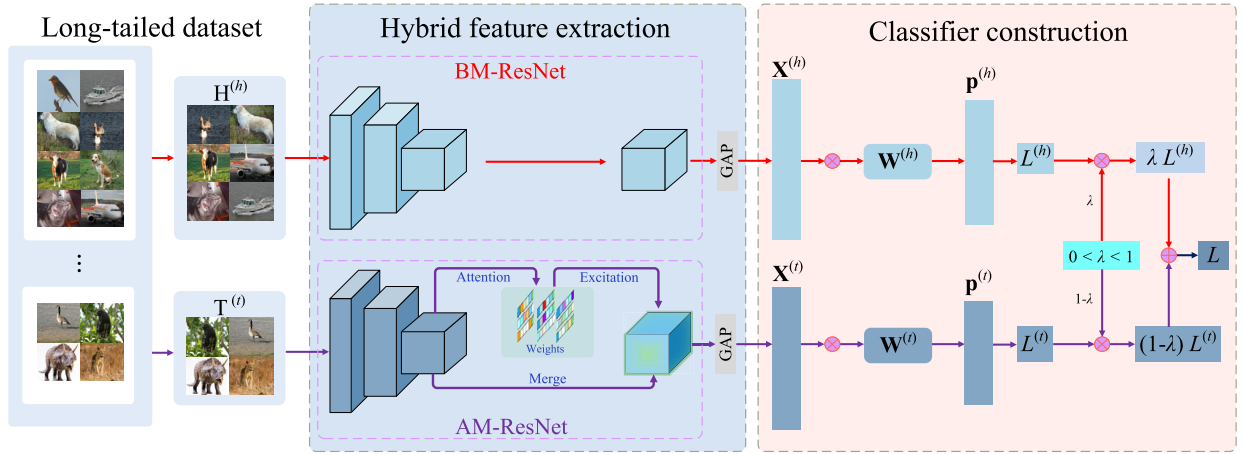 Long-tailed dataset
H^(h)
⋮
T^(t)
Hybrid feature extraction
BM-ResNet
GAP
Attention
Excitation
Weights
Merge
GAP
AM-ResNet
Classifier construction
X^(h)
W^(h)
p^(h)
L^(h)
λ L^(h)
λ
0 < λ < 1
L
1-λ
X^(t)
W^(t)
p^(t)
L^(t)
(1-λ) L^(t)